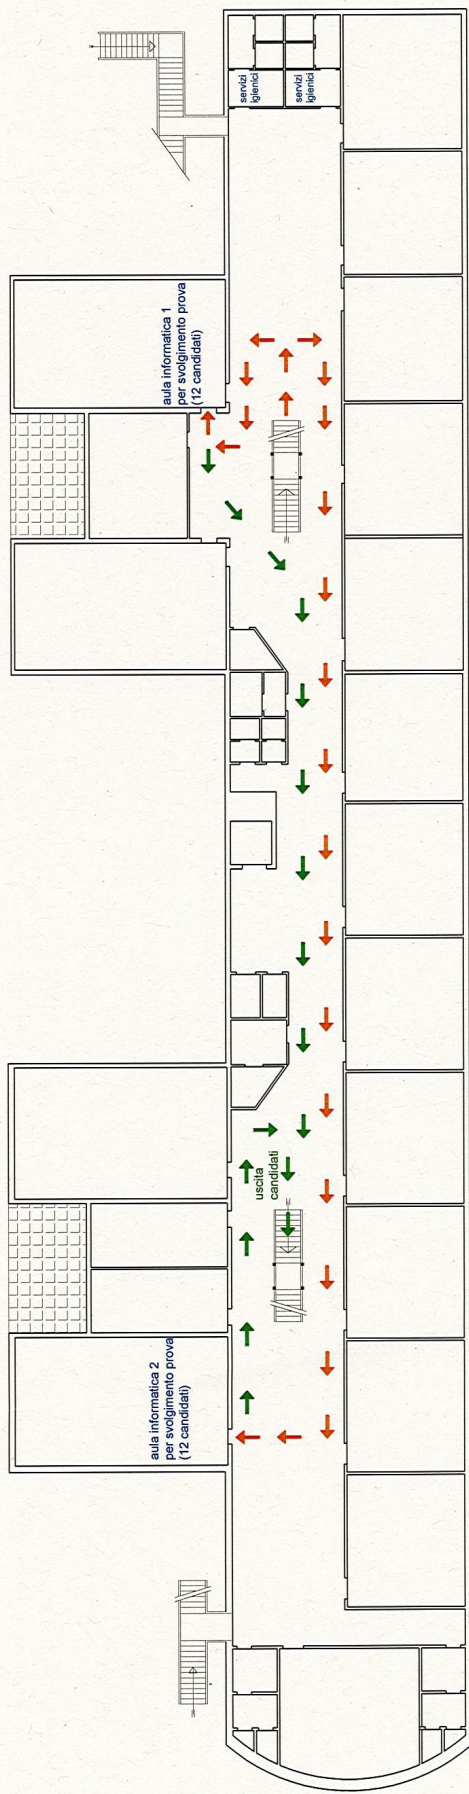 servizi
igienici
servizi
igienici
aula informatica 1
per svolgimento prova
(12 candidati)
uscita
candidati
aula informatica 2
per svolgimento prova
(12 candidati)